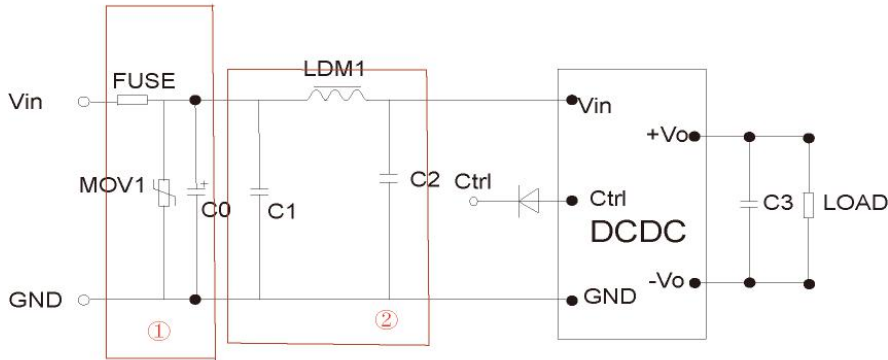 FUSE
LDM1
Vin
Vin
+Vo
MOV1
+
C0
C1
C2
Ctrl
Ctrl
C3
LOAD
DCDC
GND
GND
-Vo
①
②